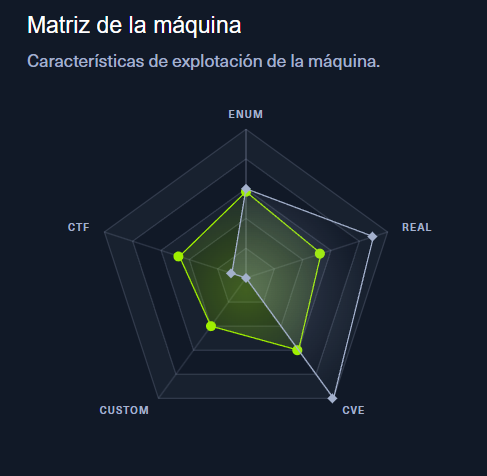 Matriz de la máquina
Características de explotación de la máquina.
ENUM
CTF
REAL
CUSTOM
CVE